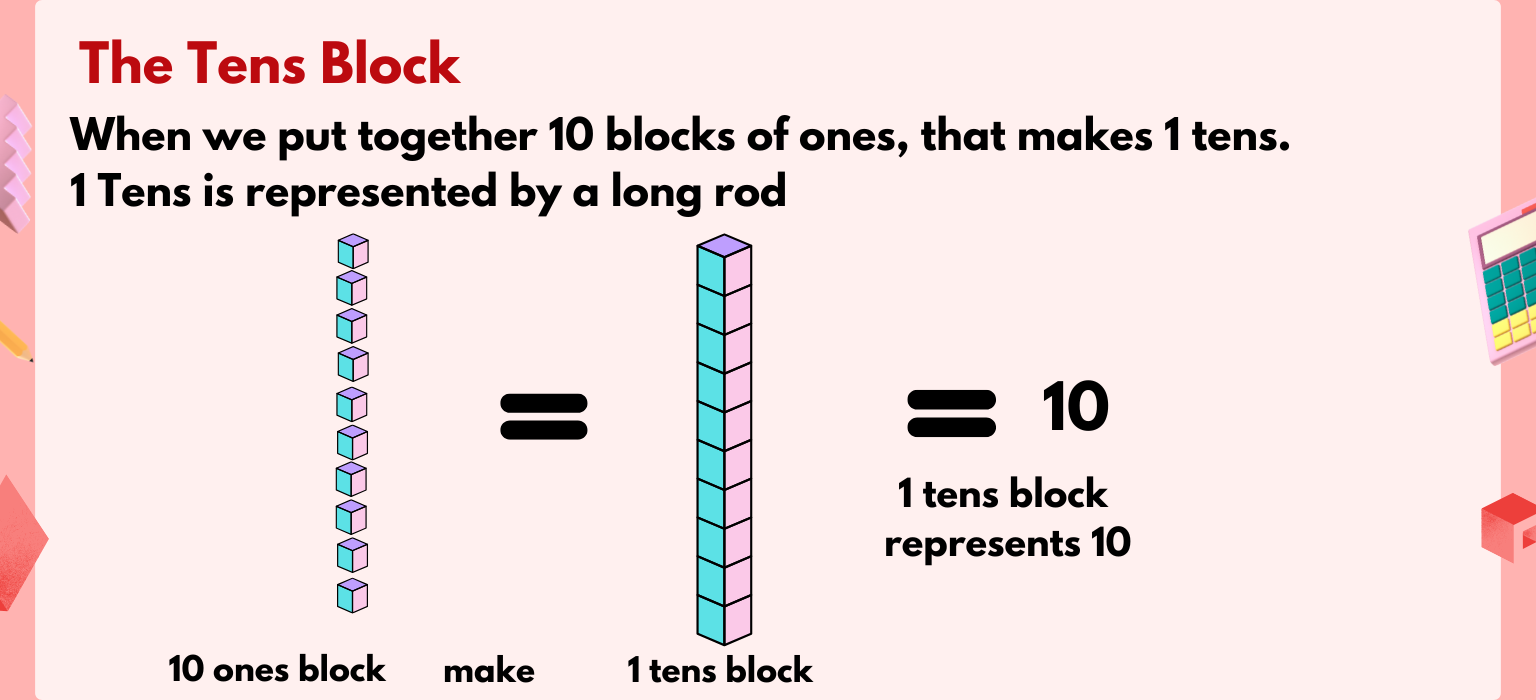 The Tens Block
When we put together 10 blocks of ones, that makes 1 tens.
1 Tens is represented by a long rod
= = 10
1 tens block
represents 10
10 ones block make 1 tens block